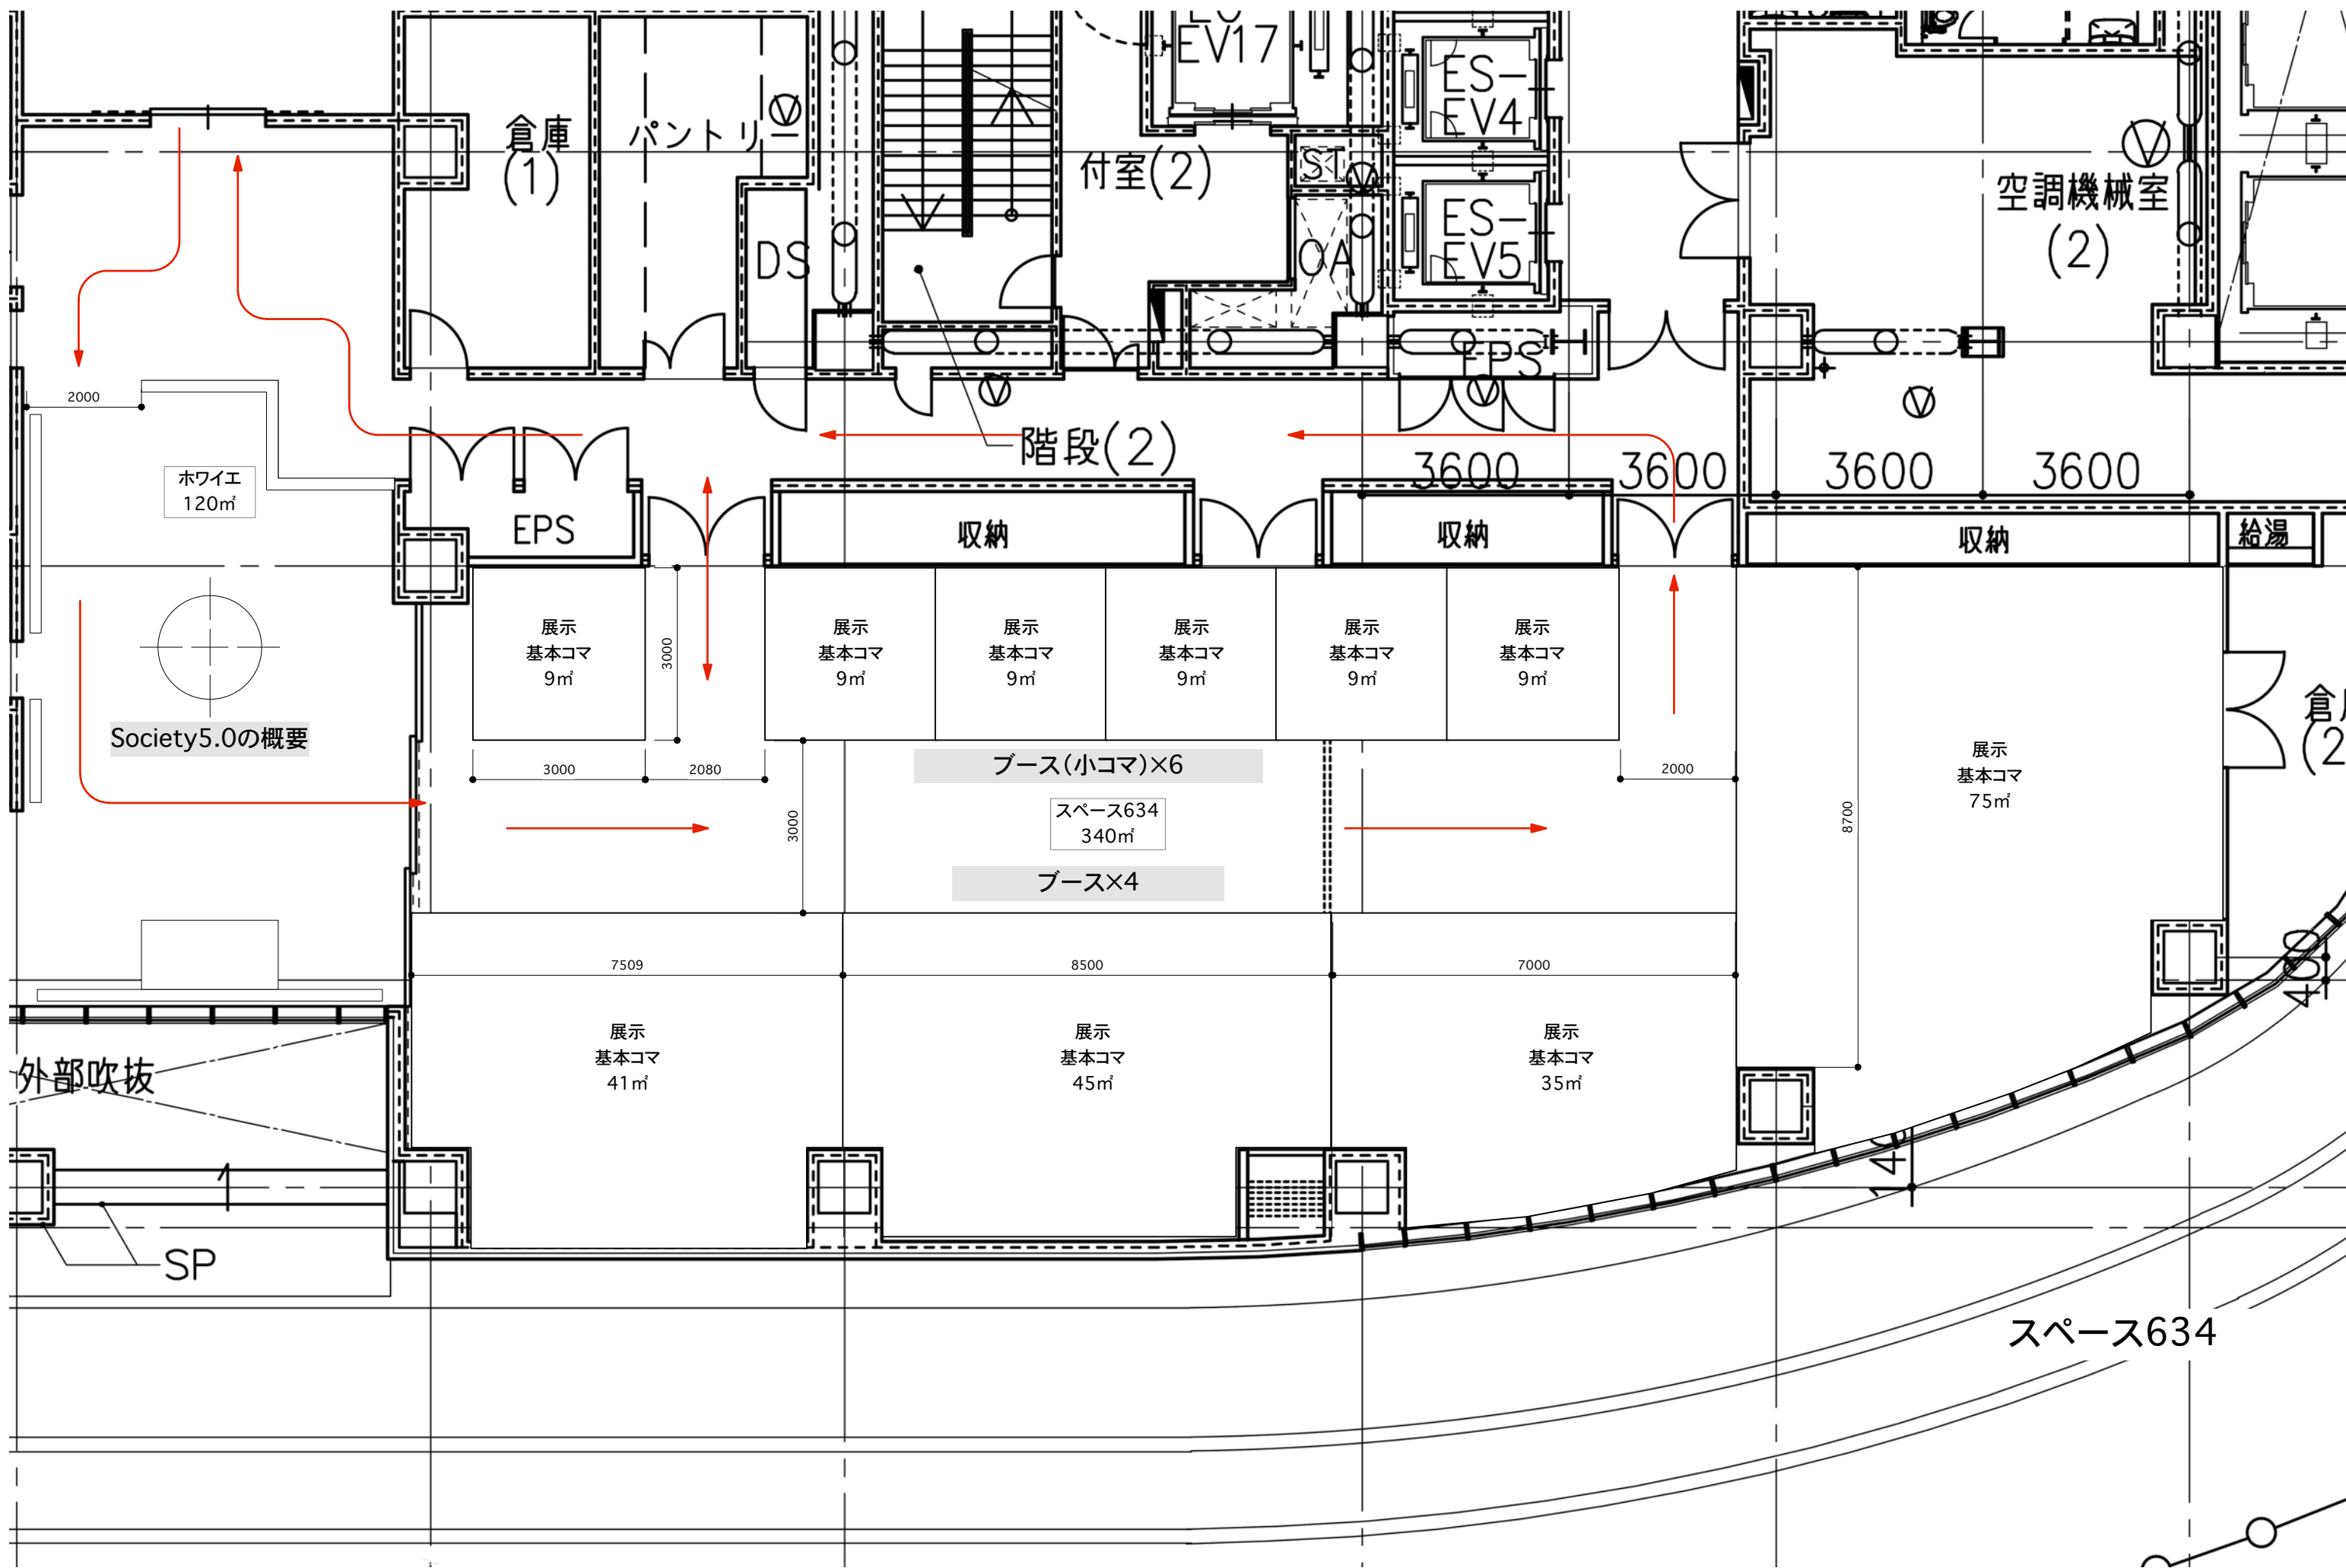 EV17
ES-
EV4
倉庫
(1)
パントリー
V
付室(2)
ST
V
V
空調機械室
(2)
DS
OA
ES-
EV5
EPS
V
V
V
2000
階段(2)
3600
3600
3600
3600
ホワイエ
120㎡
EPS
収納
収納
収納
給湯
展示
基本コマ
9㎡
3000
展示
基本コマ
9㎡
展示
基本コマ
9㎡
展示
基本コマ
9㎡
展示
基本コマ
9㎡
展示
基本コマ
9㎡
Society5.0の概要
3000
2080
ブース(小コマ)×6
2000
展示
基本コマ
75㎡
3000
スペース634
340㎡
8700
ブース×4
7509
8500
7000
展示
基本コマ
41㎡
展示
基本コマ
45㎡
展示
基本コマ
35㎡
外部吹抜
SP
スペース634